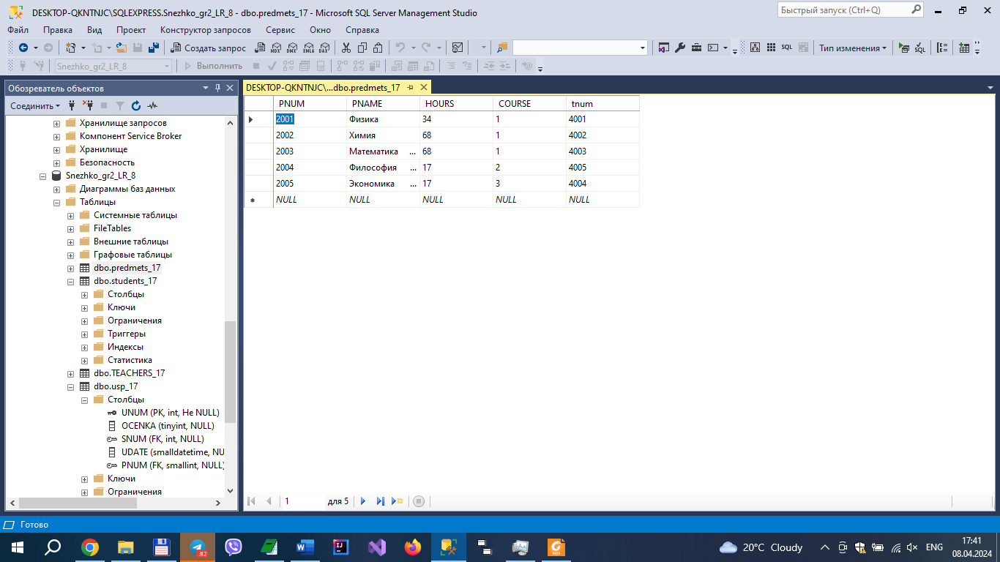 DESKTOP-QKNTNJC\SQLEXPRESS.Snezhko_gr2_LR_8 - dbo.predmets_17 - Microsoft SQL Server Management Studio
Быстрый запуск (Ctrl+Q)
Файл Правка Вид Проект Конструктор запросов Сервис Окно Справка
Создать запрос MDX DMX XMLA DAX SQL Тип изменения SQL
Snezhko_gr2_LR_8 Выполнить
Обозреватель объектов
Соединить
Хранилище запросов
Компонент Service Broker
Хранилище
Безопасность
Snezhko_gr2_LR_8
Диаграммы баз данных
Таблицы
Системные таблицы
FileTables
Внешние таблицы
Графовые таблицы
dbo.predmets_17
dbo.students_17
Столбцы
Ключи
Ограничения
Триггеры
Индексы
Статистика
dbo.TEACHERS_17
dbo.usp_17
Столбцы
UNUM (PK, int, Не NULL)
OCENKA (tinyint, NULL)
SNUM (FK, int, NULL)
UDATE (smalldatetime, NU
PNUM (FK, smallint, NULL)
Ключи
Ограничения
DESKTOP-QKNTNJC\...dbo.predmets_17
PNUM PNAME HOURS COURSE tnum
2001 Физика 34 1 4001
2002 Химия 68 1 4002
2003 Математика ... 68 1 4003
2004 Философия ... 17 2 4005
2005 Экономика ... 17 3 4004
NULL NULL NULL NULL NULL
1 для 5
Готово
.82
20°C Cloudy
ENG
17:41
08.04.2024